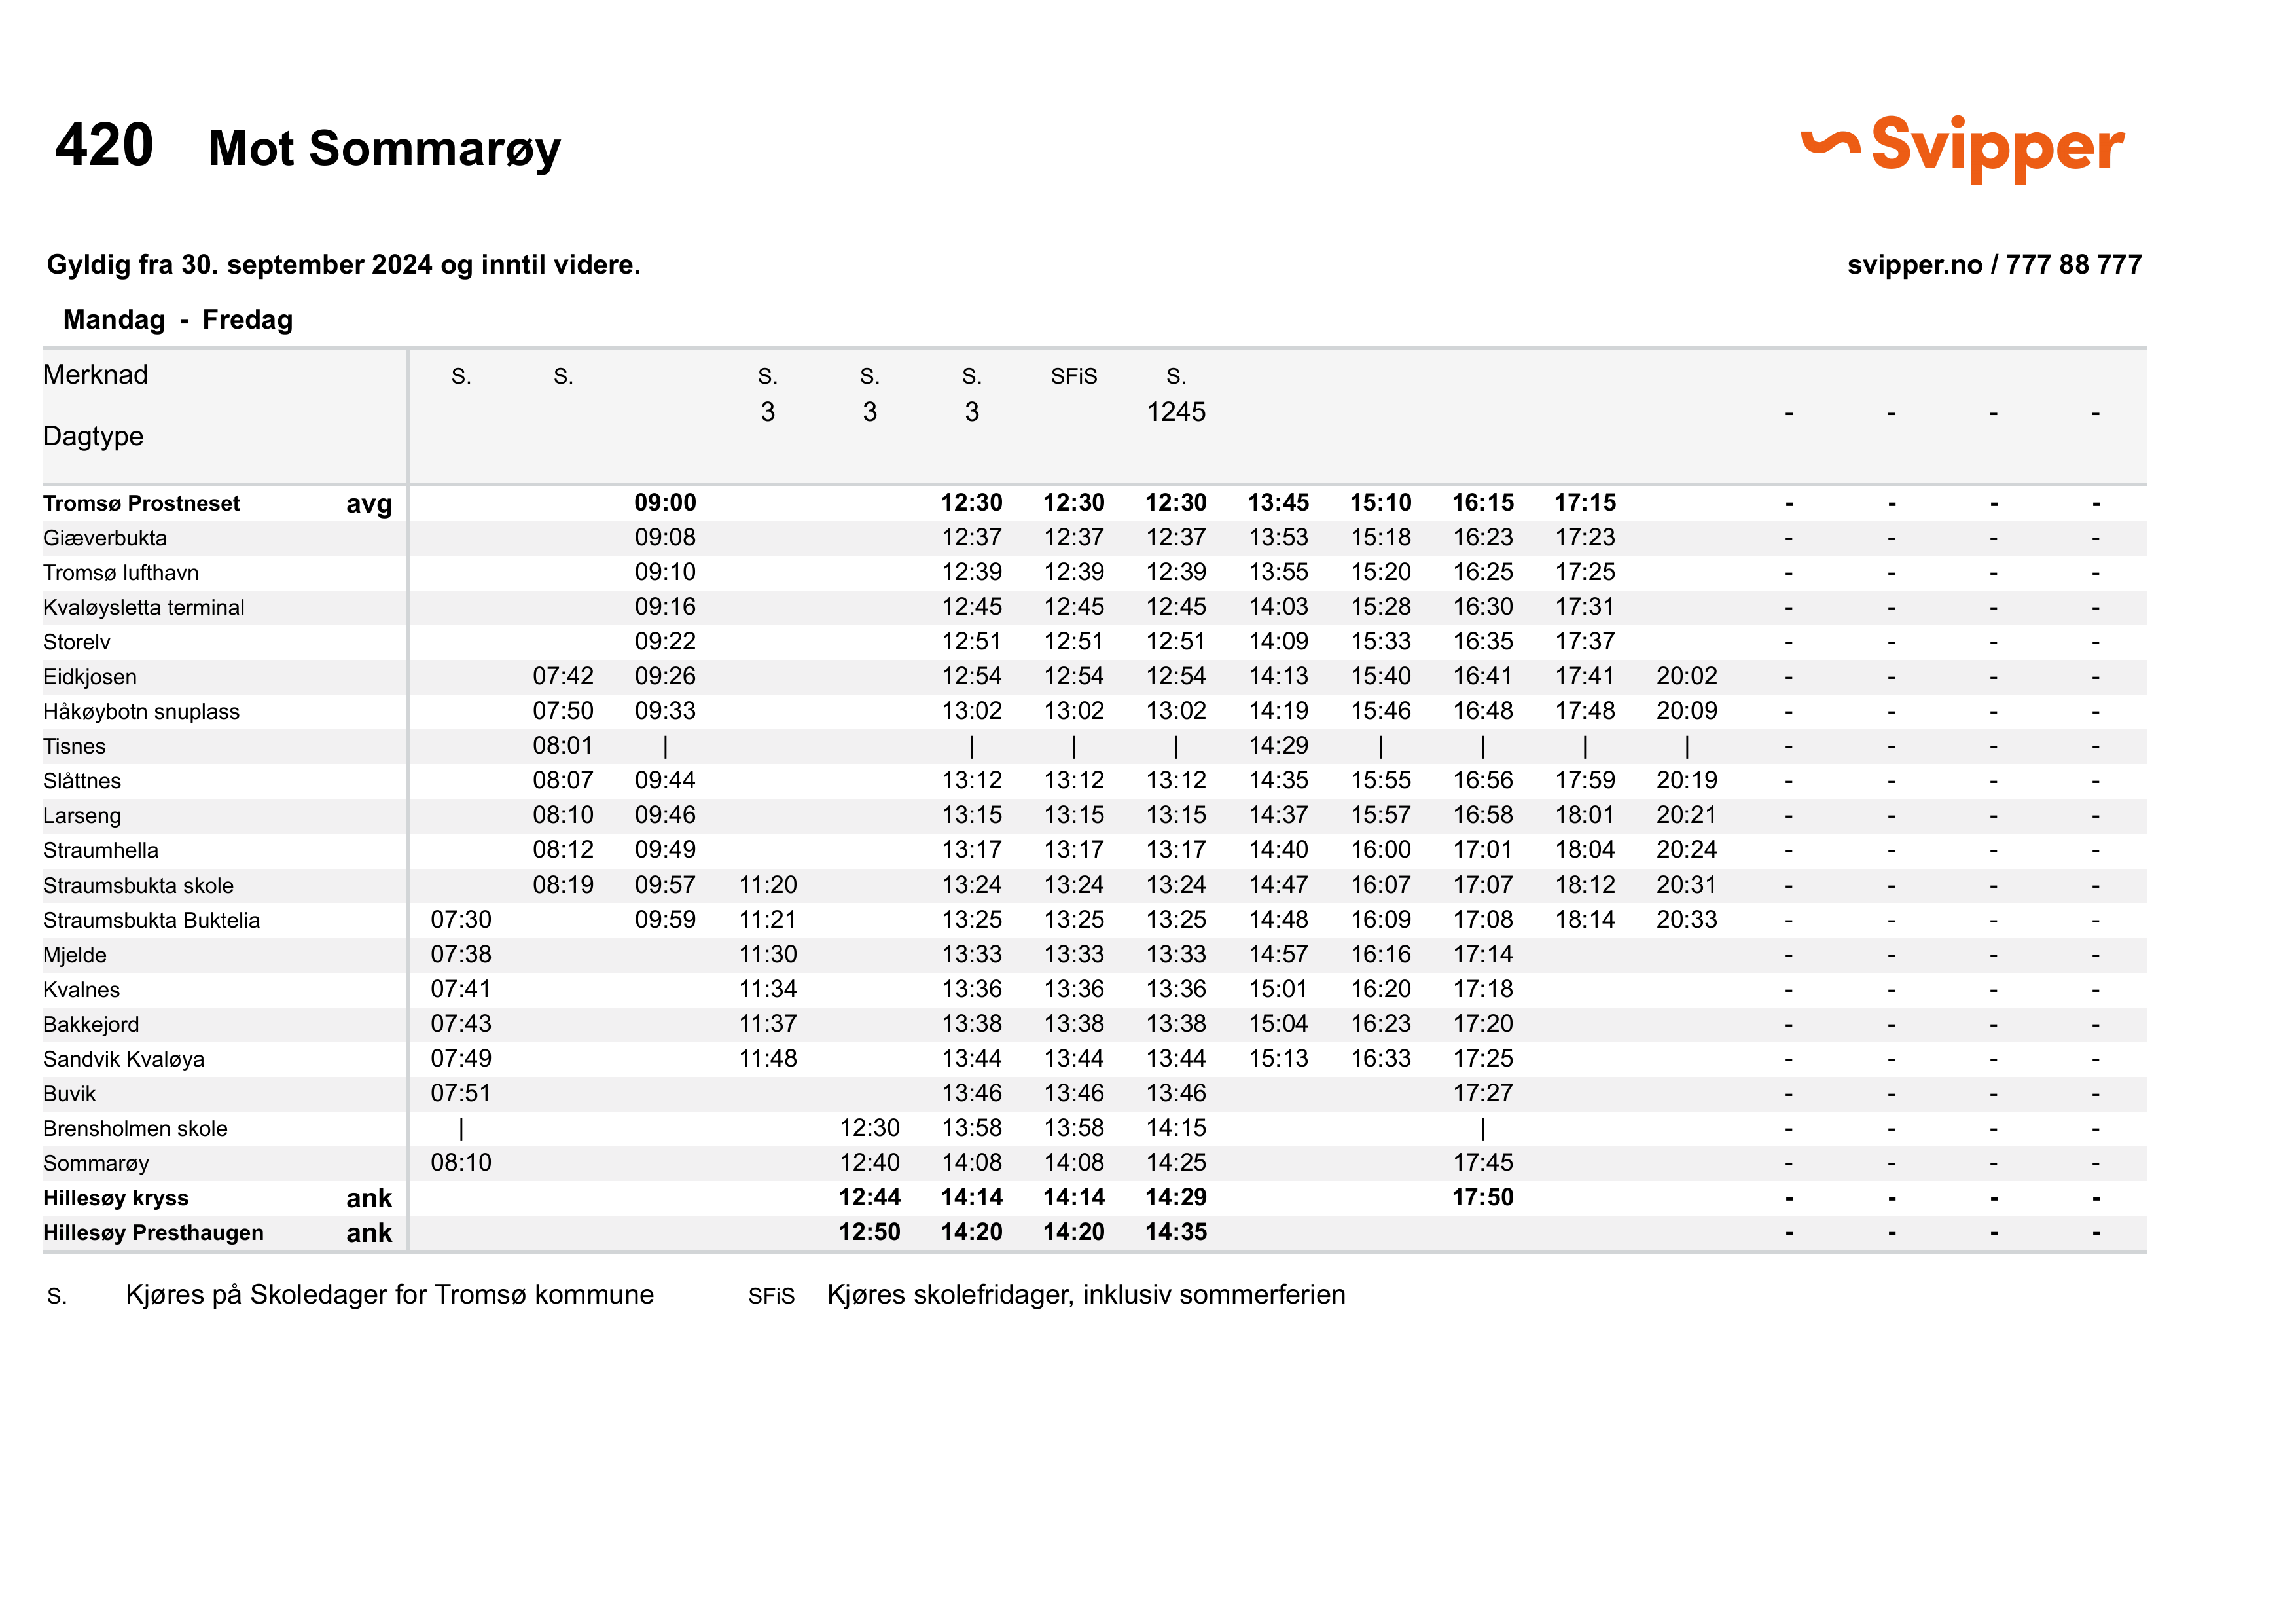 420 Mot Sommarøy
Svipper
Gyldig fra 30. september 2024 og inntil videre. svipper.no / 777 88 777
Mandag - Fredag
Merknad S. S. S. S. S. SFiS S.
3 3 3 1245 - - - -
Dagtype
Tromsø Prostneset avg 09:00 12:30 12:30 12:30 13:45 15:10 16:15 17:15 - - - -
Giæverbukta 09:08 12:37 12:37 12:37 13:53 15:18 16:23 17:23 - - - -
Tromsø lufthavn 09:10 12:39 12:39 12:39 13:55 15:20 16:25 17:25 - - - -
Kvaløysletta terminal 09:16 12:45 12:45 12:45 14:03 15:28 16:30 17:31 - - - -
Storelv 09:22 12:51 12:51 12:51 14:09 15:33 16:35 17:37 - - - -
Eidkjosen 07:42 09:26 12:54 12:54 12:54 14:13 15:40 16:41 17:41 20:02 - - - -
Håkøybotn snuplass 07:50 09:33 13:02 13:02 13:02 14:19 15:46 16:48 17:48 20:09 - - - -
Tisnes 08:01 | | | | 14:29 | | | | - - - -
Slåttnes 08:07 09:44 13:12 13:12 13:12 14:35 15:55 16:56 17:59 20:19 - - - -
Larseng 08:10 09:46 13:15 13:15 13:15 14:37 15:57 16:58 18:01 20:21 - - - -
Straumhella 08:12 09:49 13:17 13:17 13:17 14:40 16:00 17:01 18:04 20:24 - - - -
Straumsbukta skole 08:19 09:57 11:20 13:24 13:24 13:24 14:47 16:07 17:07 18:12 20:31 - - - -
Straumsbukta Buktelia 07:30 09:59 11:21 13:25 13:25 13:25 14:48 16:09 17:08 18:14 20:33 - - - -
Mjelde 07:38 11:30 13:33 13:33 13:33 14:57 16:16 17:14 - - - -
Kvalnes 07:41 11:34 13:36 13:36 13:36 15:01 16:20 17:18 - - - -
Bakkejord 07:43 11:37 13:38 13:38 13:38 15:04 16:23 17:20 - - - -
Sandvik Kvaløya 07:49 11:48 13:44 13:44 13:44 15:13 16:33 17:25 - - - -
Buvik 07:51 13:46 13:46 13:46 17:27 - - - -
Brensholmen skole | 12:30 13:58 13:58 14:15 | - - - -
Sommarøy 08:10 12:40 14:08 14:08 14:25 17:45 - - - -
Hillesøy kryss ank 12:44 14:14 14:14 14:29 17:50 - - - -
Hillesøy Presthaugen ank 12:50 14:20 14:20 14:35 - - - -
S. Kjøres på Skoledager for Tromsø kommune SFiS Kjøres skolefridager, inklusiv sommerferien